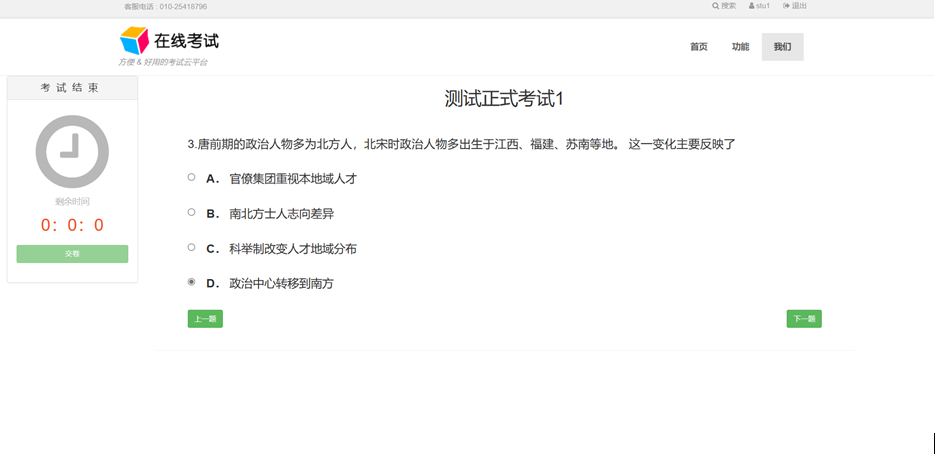 客服电话 : 010-25418796 搜索 stu1 退出
在线考试
方便 & 好用的考试云平台
首页 功能 我们
考 试 结 束
剩余时间
0：0：0
交卷
测试正式考试1
3.唐前期的政治人物多为北方人，北宋时政治人物多出生于江西、福建、苏南等地。 这一变化主要反映了
A． 官僚集团重视本地域人才
B． 南北方士人志向差异
C． 科举制改变人才地域分布
D． 政治中心转移到南方
上一题 下一题